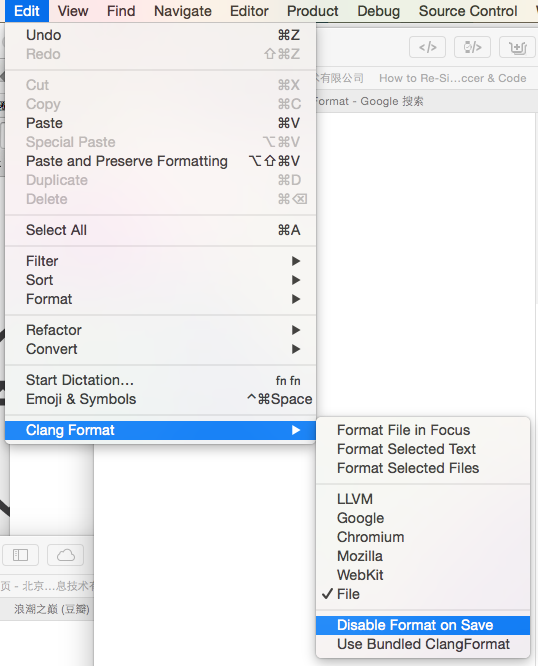 Edit View Find Navigate Editor Product Debug Source Control
Undo ⌘Z
Redo ⇧⌘Z
Cut ⌘X
Copy ⌘C
Paste ⌘V
Special Paste ⌥⌘V
Paste and Preserve Formatting ⌥⇧⌘V
Duplicate ⌘D
Delete ⌘⌫
Select All ⌘A
Filter ▶
Sort ▶
Format ▶
Refactor ▶
Convert ▶
Start Dictation… fn fn
Emoji & Symbols ^⌘Space
Clang Format ▶
有限公司 How to Re-Si…ccer & Code
Format - Google 搜索
Format File in Focus
Format Selected Text
Format Selected Files
LLVM
Google
Chromium
Mozilla
WebKit
✓ File
Disable Format on Save
Use Bundled ClangFormat
页 - 北京…息技术有
浪潮之巅 (豆瓣)